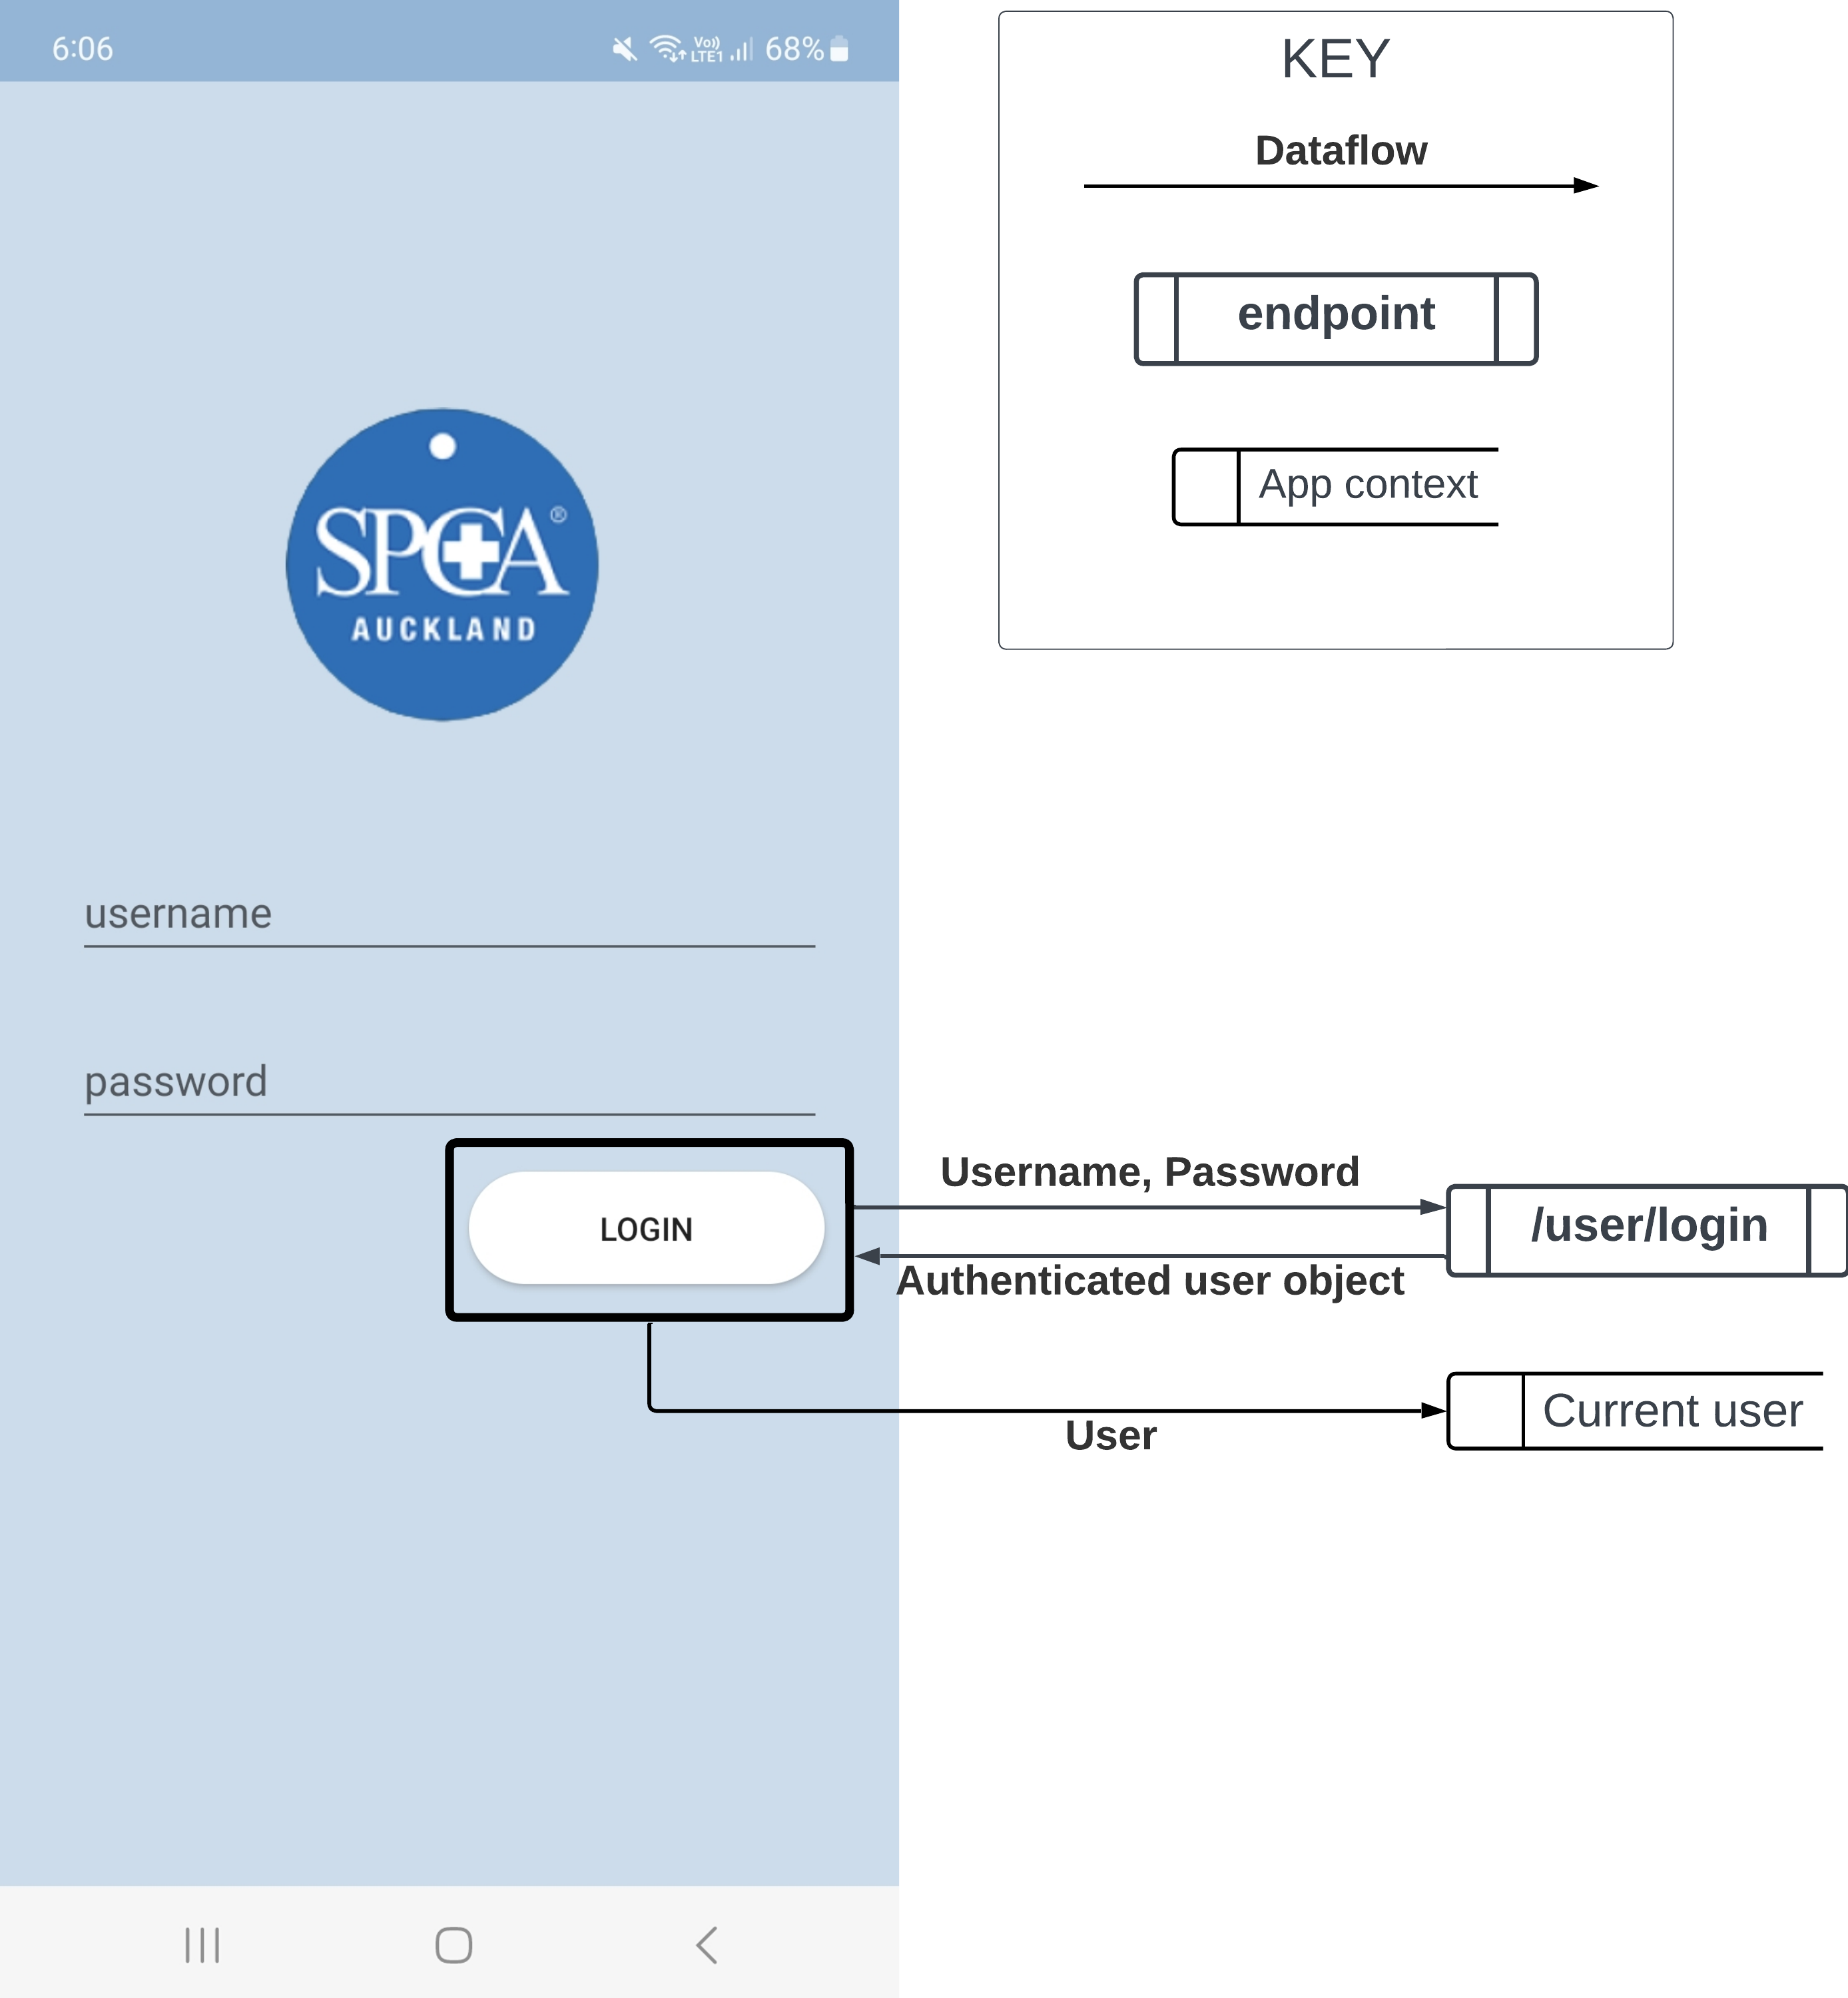 6:06
Vo))
LTE1
68%
SPCA®
AUCKLAND
username
password
LOGIN
KEY
Dataflow
endpoint
App context
Username, Password
/user/login
Authenticated user object
User
Current user